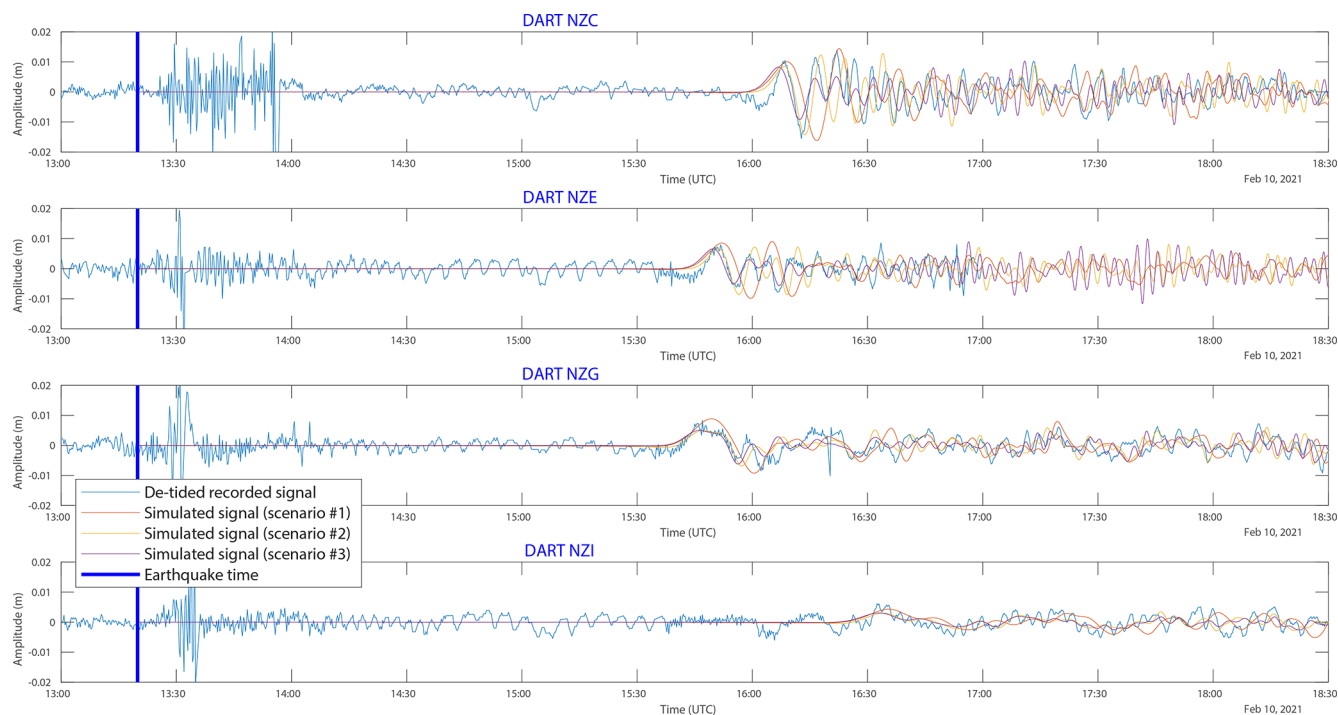 DART NZC
Amplitude (m)
0.02
0.01
0
-0.01
-0.02
13:00 13:30 14:00 14:30 15:00 15:30 16:00 16:30 17:00 17:30 18:00 18:30
Time (UTC)
Feb 10, 2021
DART NZE
Amplitude (m)
0.02
0.01
0
-0.01
-0.02
13:00 13:30 14:00 14:30 15:00 15:30 16:00 16:30 17:00 17:30 18:00 18:30
Time (UTC)
Feb 10, 2021
DART NZG
Amplitude (m)
0.02
0.01
0
-0.01
-0.02
13:00 14:30 15:00 15:30 16:00 16:30 17:00 17:30 18:00 18:30
Time (UTC)
Feb 10, 2021
De-tided recorded signal
Simulated signal (scenario #1)
Simulated signal (scenario #2)
Simulated signal (scenario #3)
Earthquake time
DART NZI
Amplitude (m)
0.02
0.01
0
-0.01
-0.02
13:00 13:30 14:00 14:30 15:00 15:30 16:00 16:30 17:00 17:30 18:00 18:30
Time (UTC)
Feb 10, 2021